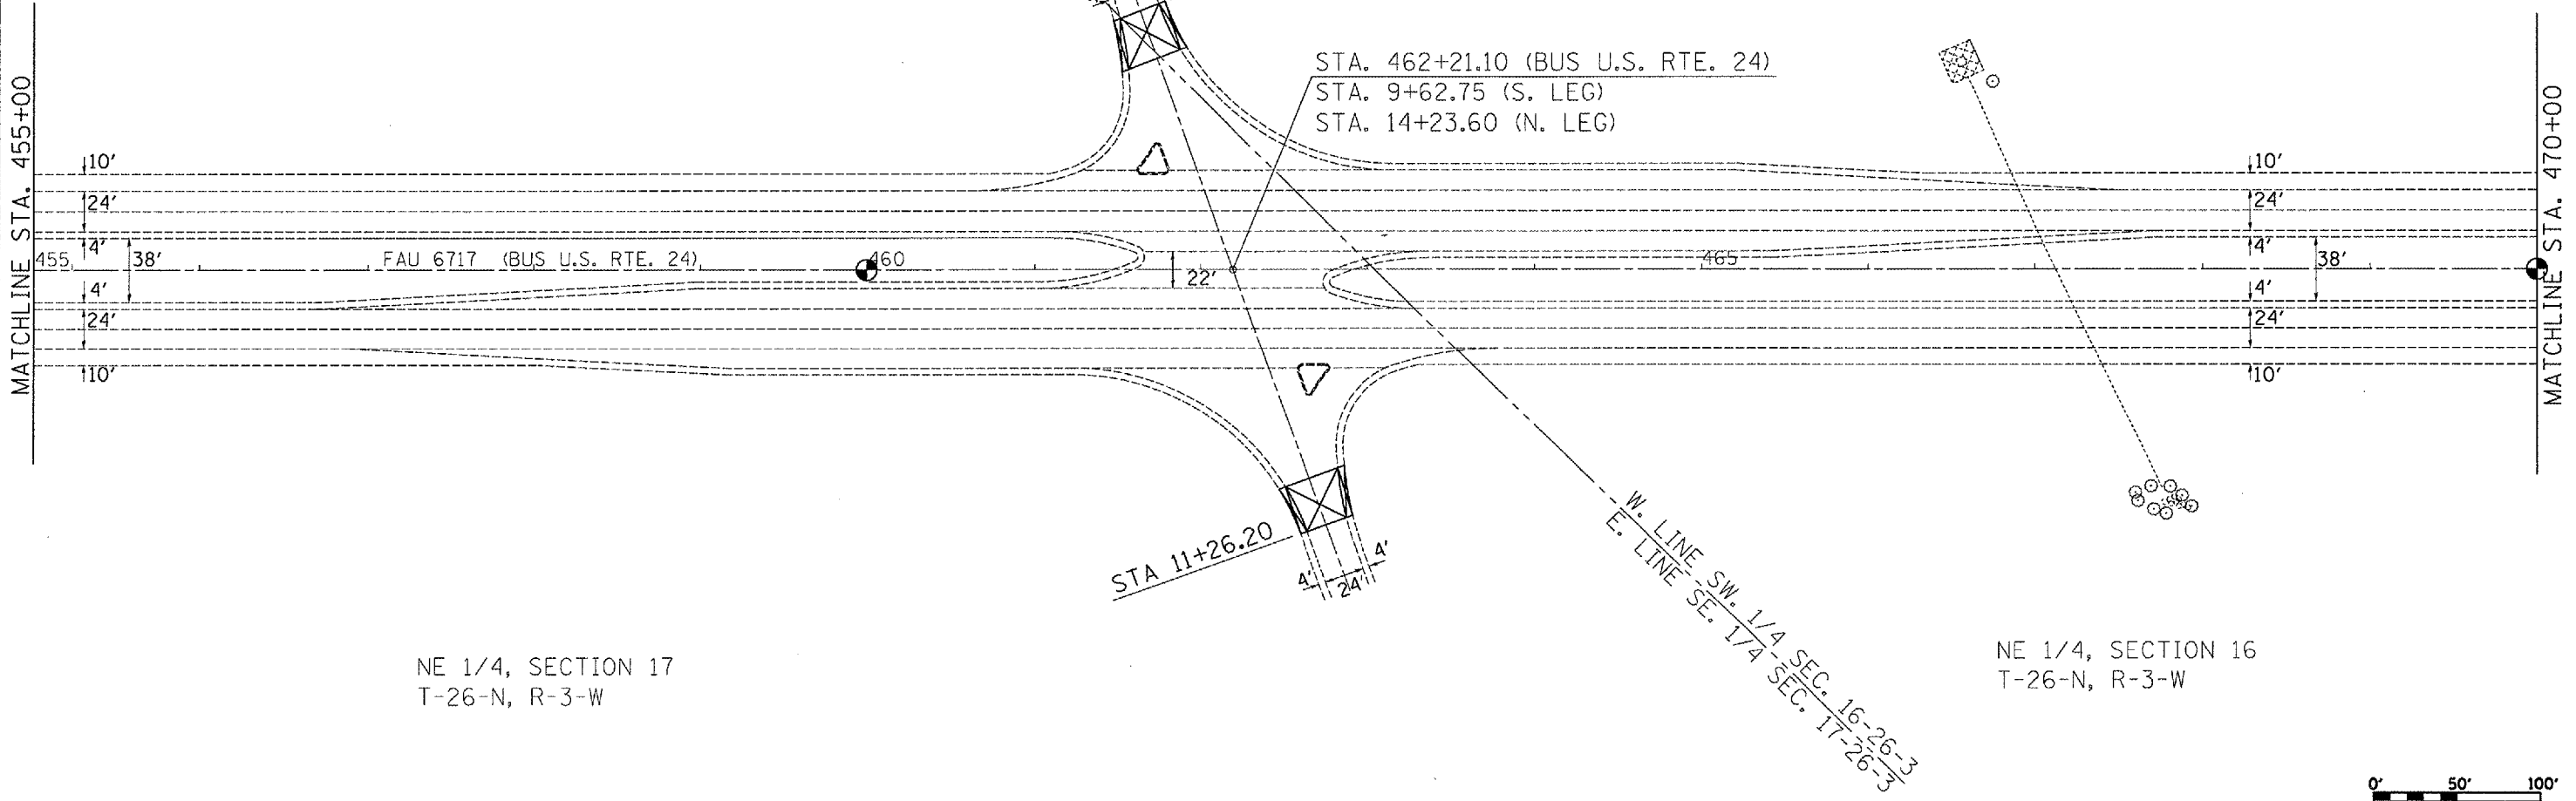 MATCHLINE STA. 455+00
STA. 462+21.10 (BUS U.S. RTE. 24)
STA. 9+62.75 (S. LEG)
STA. 14+23.60 (N. LEG)
MATCHLINE STA. 470+00
10'
10'
24'
24'
4'
4'
455
38'
FAU 6717 (BUS U.S. RTE. 24)
460
22'
465
38'
4'
4'
24'
24'
10'
10'
STA 11+26.20
4'
24'
4'
W. LINE SW. 1/4 SEC. 16-26-3
E. LINE SE. 1/4 SEC. 17-26-3
NE 1/4, SECTION 17
T-26-N, R-3-W
NE 1/4, SECTION 16
T-26-N, R-3-W
0' 50' 100'